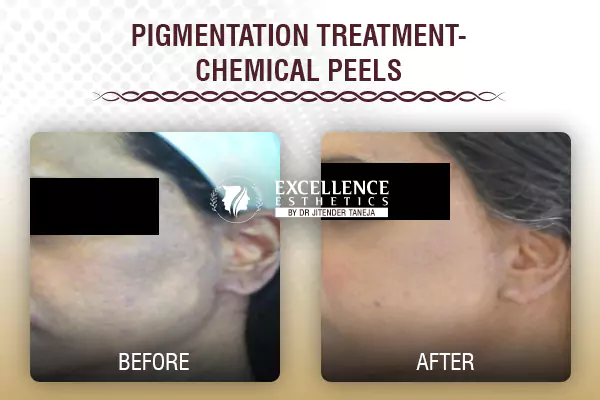 PIGMENTATION TREATMENT-
CHEMICAL PEELS
EXCELLENCE
ESTHETICS
BY DR JITENDER TANEJA
BEFORE
AFTER